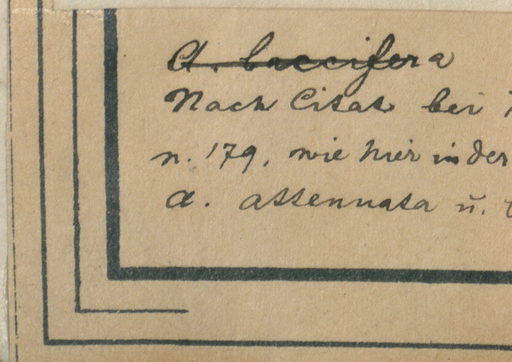 A. baccifera
Nach Citat bei
n. 179, wie hier in der
A. attenuata u.